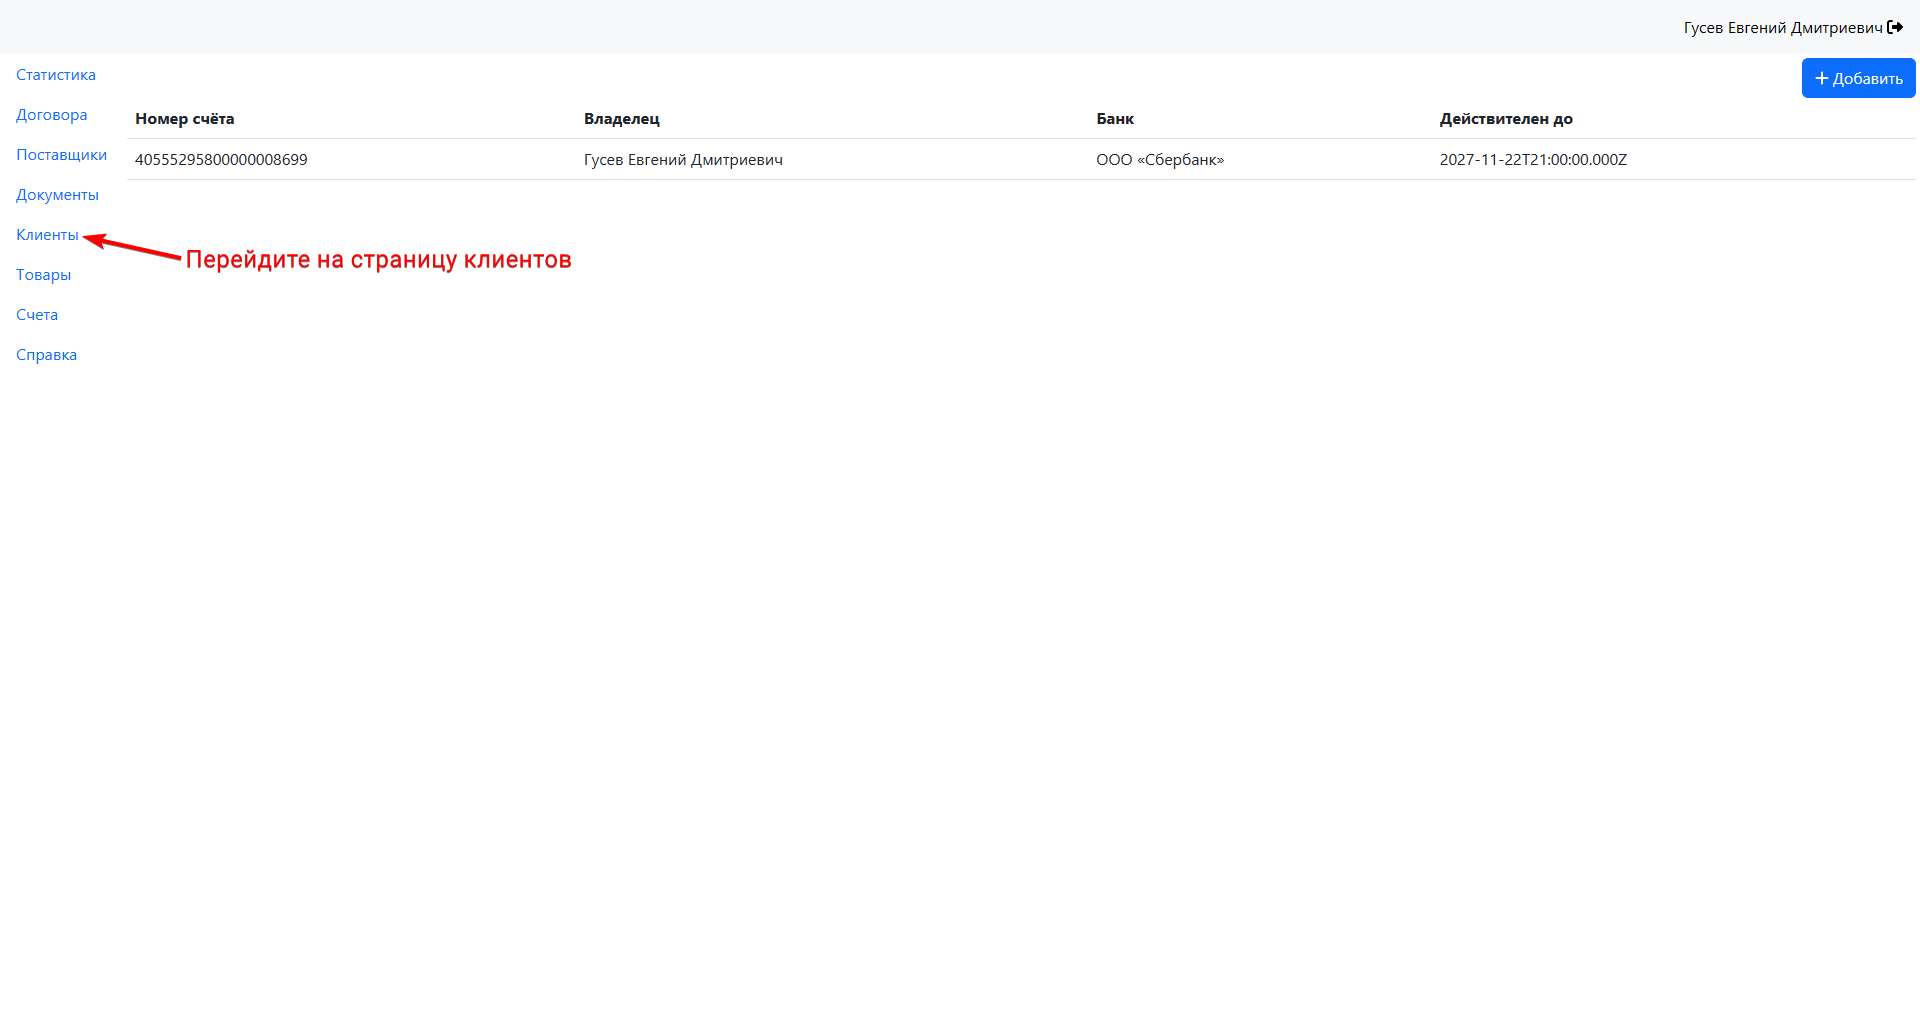 Гусев Евгений Дмитриевич
Статистика
Добавить
Договора
Номер счёта Владелец Банк Действителен до
Поставщики
40555295800000008699 Гусев Евгений Дмитриевич ООО «Сбербанк» 2027-11-22T21:00:00.000Z
Документы
Клиенты
Перейдите на страницу клиентов
Товары
Счета
Справка